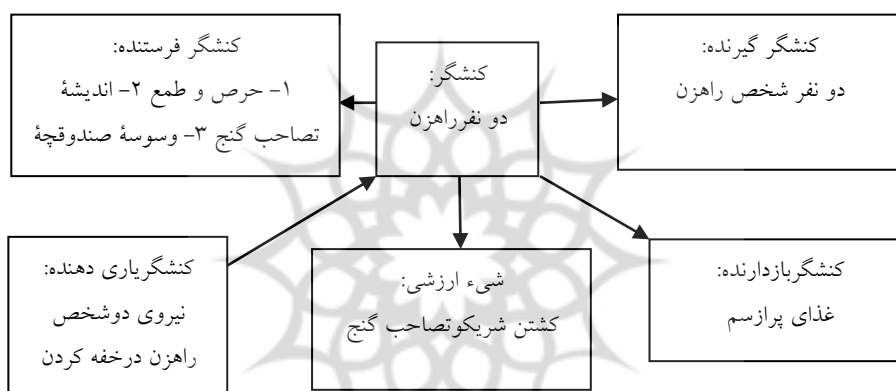 کنشگر گیرنده:
دو نفر شخص راهزن
کنشگر:
دو نفرراهزن
کنشگر فرستنده:
۱- حرص و طمع ۲- اندیشهٔ
تصاحب گنج ۳- وسوسهٔ صندوقچهٔ
کنشگربازدارنده:
غذای پرازسم
شیء ارزشی:
کشتن شریکوتصاحب گنج
کنشگریاری دهنده:
نیروی دوشخص
راهزن درخفه کردن